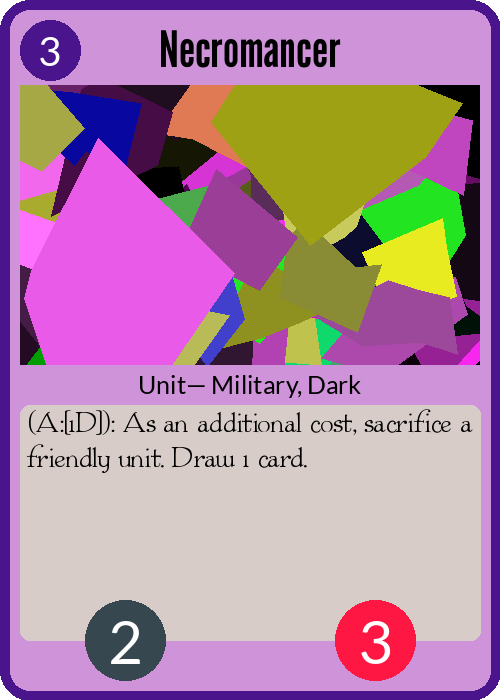 3
Necromancer
Unit— Military, Dark
(A:[1D]): As an additional cost, sacrifice a
friendly unit. Draw 1 card.
2
3